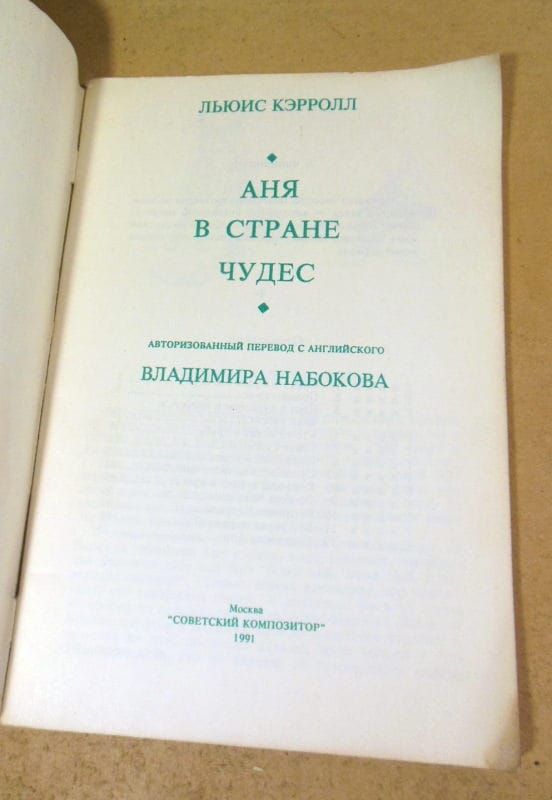 ЛЬЮИС КЭРРОЛЛ
АНЯ
В СТРАНЕ
ЧУДЕС
АВТОРИЗОВАННЫЙ ПЕРЕВОД С АНГЛИЙСКОГО
ВЛАДИМИРА НАБОКОВА
Москва
"СОВЕТСКИЙ КОМПОЗИТОР"
1991